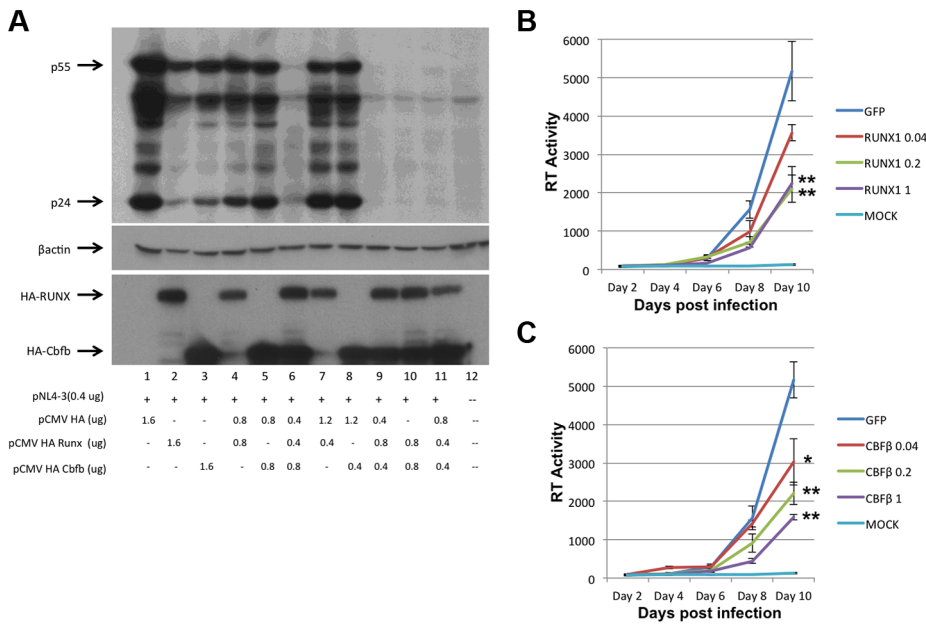 A
p55
p24
βactin
HA-RUNX
HA-Cbfb
1 2 3 4 5 6 7 8 9 10 11 12
pNL4-3(0.4 ug) + + + + + + + + + + + --
pCMV HA (ug) 1.6 - - 0.8 0.8 0.4 1.2 1.2 0.4 - 0.8 --
pCMV HA Runx (ug) - 1.6 - 0.8 - 0.4 0.4 - 0.8 0.8 0.4 --
pCMV HA Cbfb (ug) - - 1.6 - 0.8 0.8 - 0.4 0.4 0.8 0.4 --
B
6000
5000
4000
3000
2000
1000
0
RT Activity
Day 2 Day 4 Day 6 Day 8 Day 10
Days post infection
**
**
GFP
RUNX1 0.04
RUNX1 0.2
RUNX1 1
MOCK
C
6000
5000
4000
3000
2000
1000
0
RT Activity
Day 2 Day 4 Day 6 Day 8 Day 10
Days post infection
*
**
**
GFP
CBFβ 0.04
CBFβ 0.2
CBFβ 1
MOCK